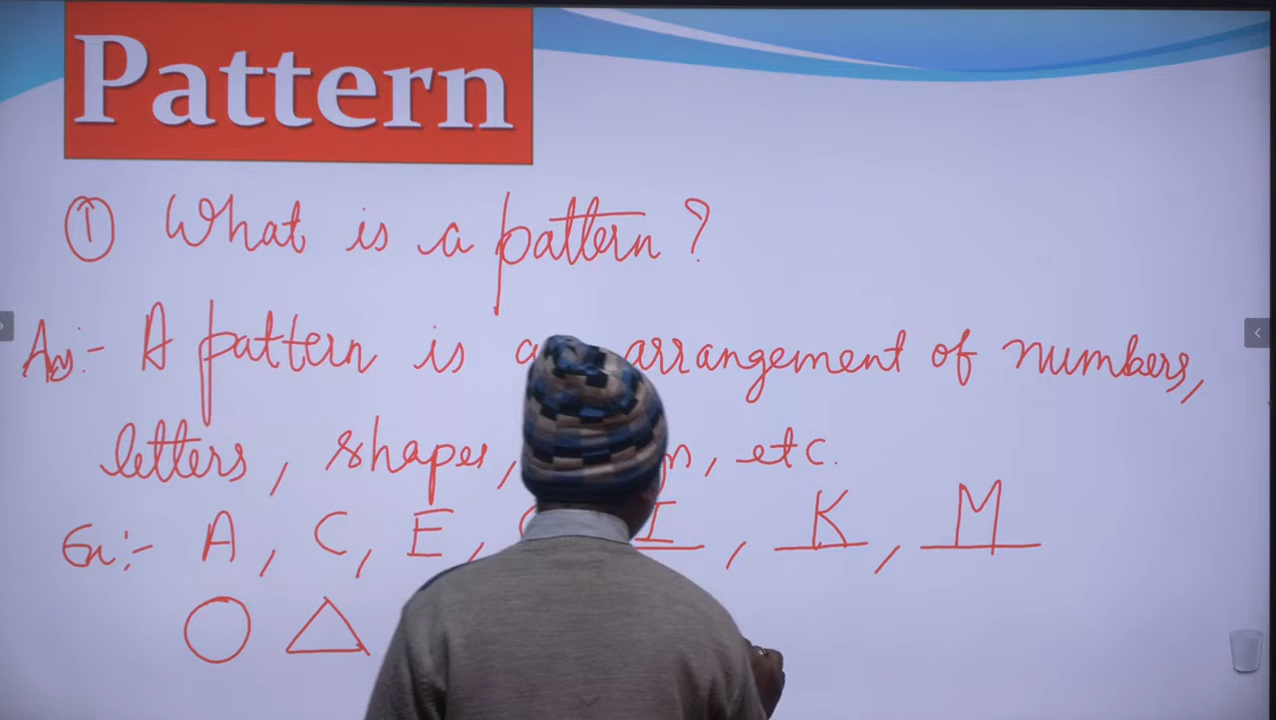 Pattern
① What is a pattern?
Ans:- A pattern is a arrangement of numbers,
letters, shapes, , etc.
Ex:- A, C, E, I, K, M